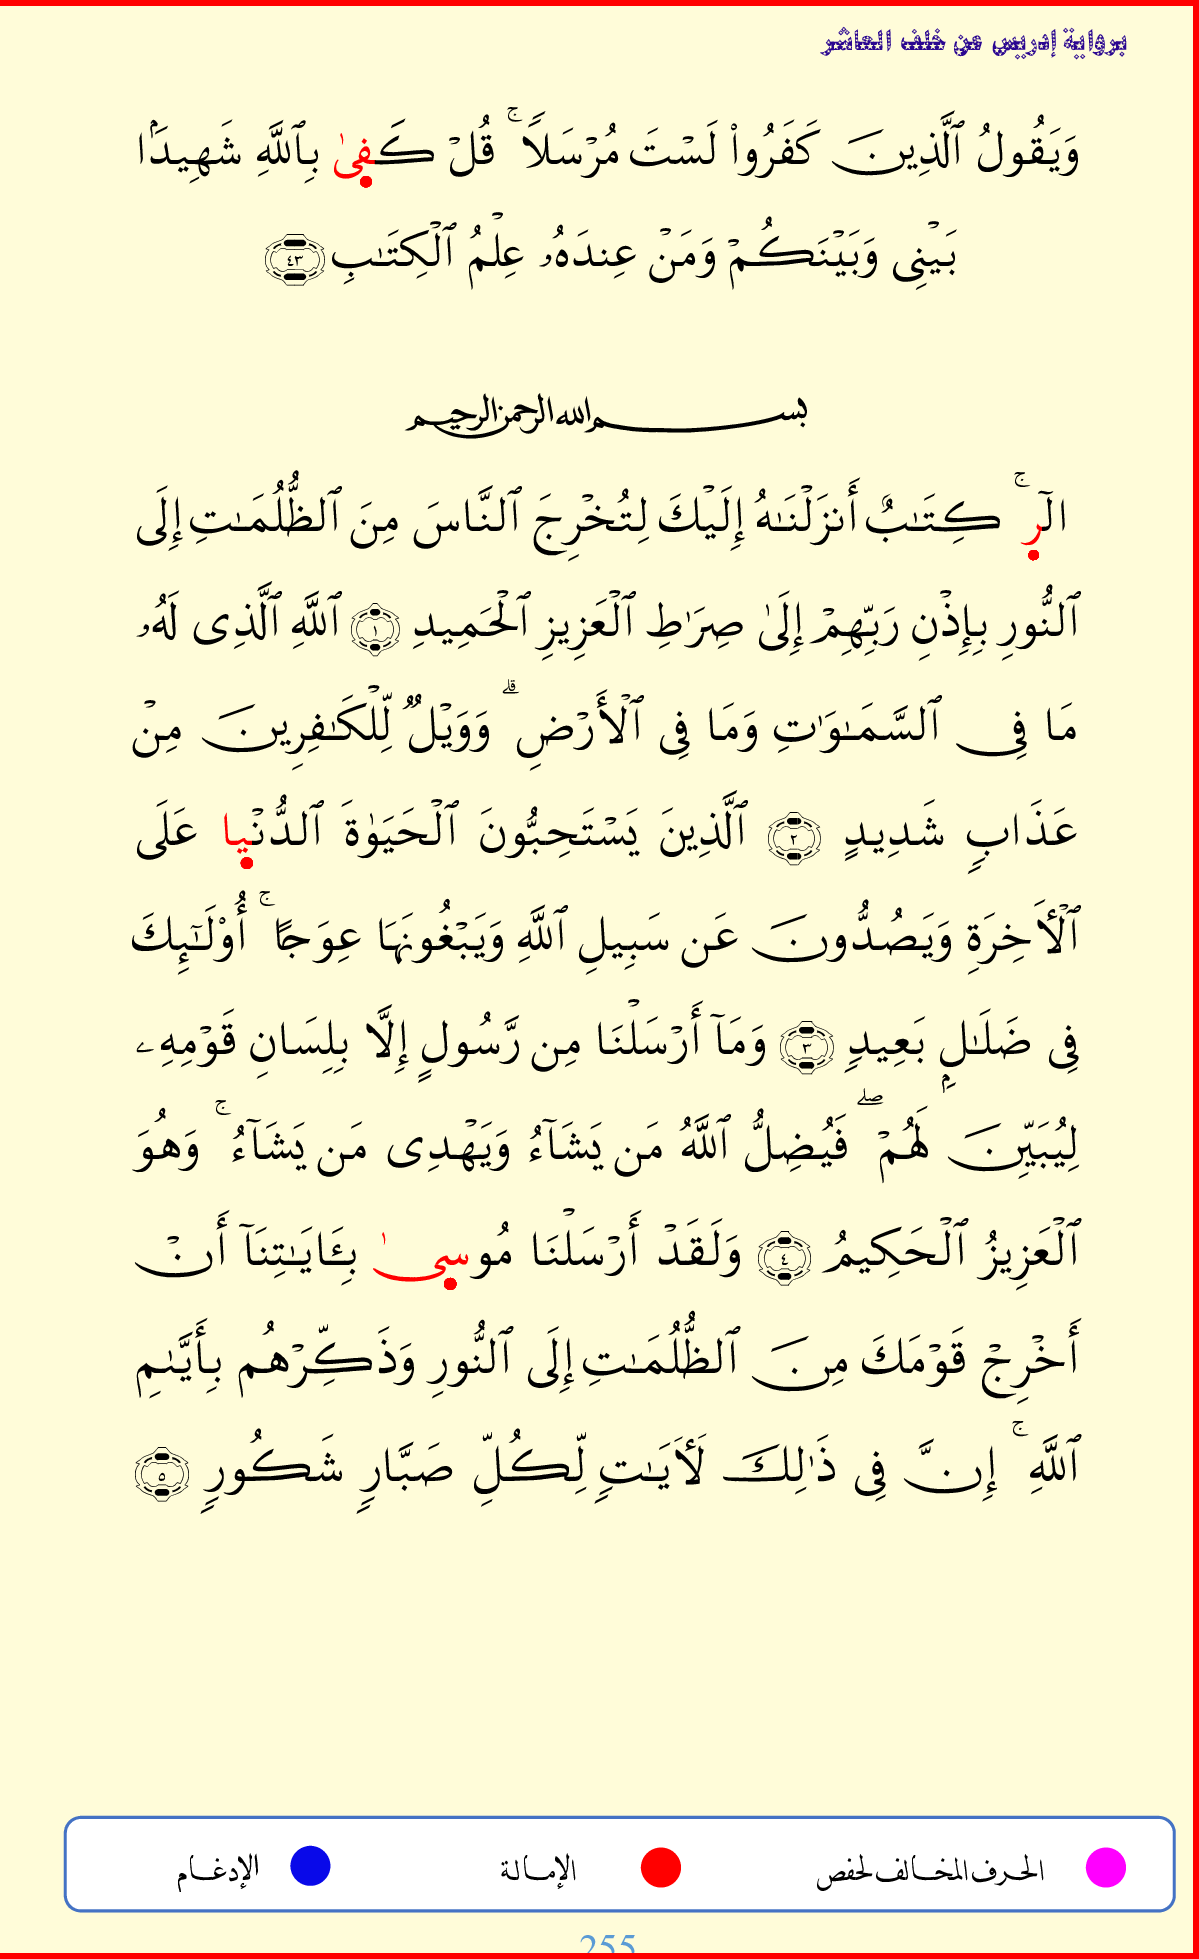 برواية إدريس عن خلف العاشر
وَيَقُولُ ٱلَّذِينَ كَفَرُواْ لَسۡتَ مُرۡسَلٗاۚ قُلۡ كَفِىٰ بِٱللَّهِ شَهِيدَۢا
بَيۡنِي وَبَيۡنَكُمۡ وَمَنۡ عِندَهُۥ عِلۡمُ ٱلۡكِتَٰبِ ٤٣
بسم الله الرحمن الرحيم
الٓرِۚ كِتَٰبٌ أَنزَلۡنَٰهُ إِلَيۡكَ لِتُخۡرِجَ ٱلنَّاسَ مِنَ ٱلظُّلُمَٰتِ إِلَى
ٱلنُّورِ بِإِذۡنِ رَبِّهِمۡ إِلَىٰ صِرَٰطِ ٱلۡعَزِيزِ ٱلۡحَمِيدِ ١ ٱللَّهِ ٱلَّذِي لَهُۥ
مَا فِي ٱلسَّمَٰوَٰتِ وَمَا فِي ٱلۡأَرۡضِۗ وَوَيۡلٞ لِّلۡكَٰفِرِينَ مِنۡ
عَذَابٖ شَدِيدٍ ٢ ٱلَّذِينَ يَسۡتَحِبُّونَ ٱلۡحَيَوٰةَ ٱلدُّنۡيِا عَلَى
ٱلۡأٓخِرَةِ وَيَصُدُّونَ عَن سَبِيلِ ٱللَّهِ وَيَبۡغُونَهَا عِوَجًاۚ أُوْلَٰٓئِكَ
فِي ضَلَٰلِۭ بَعِيدٖ ٣ وَمَآ أَرۡسَلۡنَا مِن رَّسُولٍ إِلَّا بِلِسَانِ قَوۡمِهِۦ
لِيُبَيِّنَ لَهُمۡۖ فَيُضِلُّ ٱللَّهُ مَن يَشَآءُ وَيَهۡدِي مَن يَشَآءُۚ وَهُوَ
ٱلۡعَزِيزُ ٱلۡحَكِيمُ ٤ وَلَقَدۡ أَرۡسَلۡنَا مُوسِىٰ بِـَٔايَٰتِنَآ أَنۡ
أَخۡرِجۡ قَوۡمَكَ مِنَ ٱلظُّلُمَٰتِ إِلَى ٱلنُّورِ وَذَكِّرۡهُم بِأَيَّىٰمِ
ٱللَّهِۚ إِنَّ فِي ذَٰلِكَ لَأٓيَٰتٖ لِّكُلِّ صَبَّارٖ شَكُورٖ ٥
الحرف المخالف لحفص الإمالة الإدغام
255